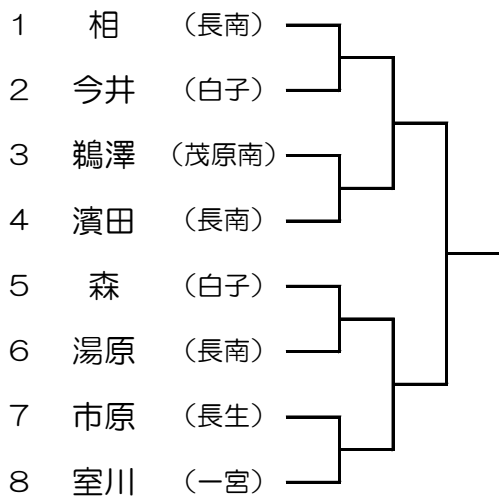 1 相 （長南）
2 今井 （白子）
3 鵜澤 （茂原南）
4 濱田 （長南）
5 森 （白子）
6 湯原 （長南）
7 市原 （長生）
8 室川 （一宮）